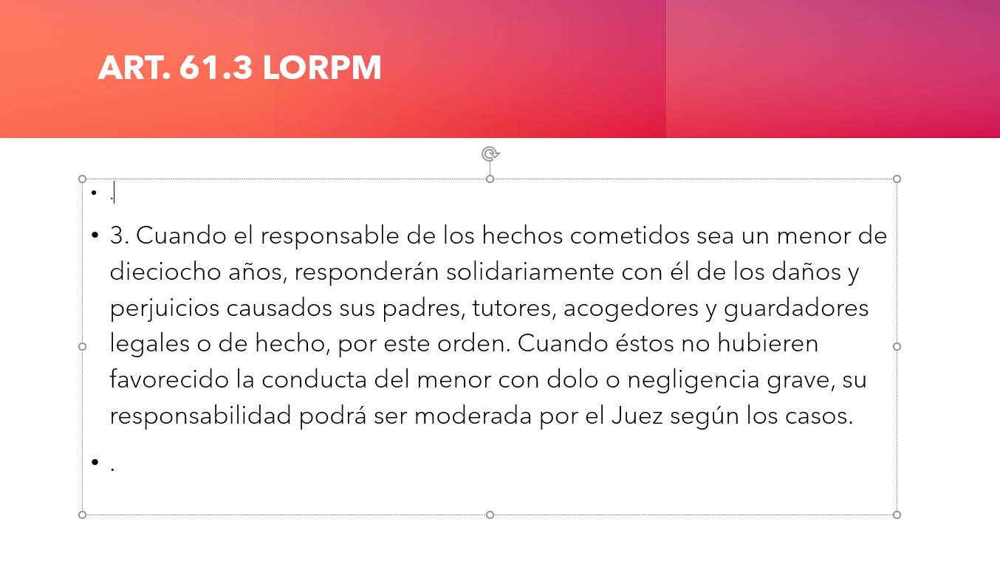 ART. 61.3 LORPM
• .
• 3. Cuando el responsable de los hechos cometidos sea un menor de
dieciocho años, responderán solidariamente con él de los daños y
perjuicios causados sus padres, tutores, acogedores y guardadores
legales o de hecho, por este orden. Cuando éstos no hubieren
favorecido la conducta del menor con dolo o negligencia grave, su
responsabilidad podrá ser moderada por el Juez según los casos.
• .